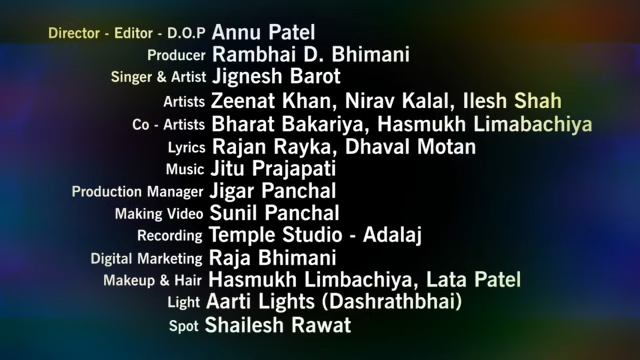 Director - Editor - D.O.P Annu Patel
Producer Rambhai D. Bhimani
Singer & Artist Jignesh Barot
Artists Zeenat Khan, Nirav Kalal, Ilesh Shah
Co - Artists Bharat Bakariya, Hasmukh Limabachiya
Lyrics Rajan Rayka, Dhaval Motan
Music Jitu Prajapati
Production Manager Jigar Panchal
Making Video Sunil Panchal
Recording Temple Studio - Adalaj
Digital Marketing Raja Bhimani
Makeup & Hair Hasmukh Limbachiya, Lata Patel
Light Aarti Lights (Dashrathbhai)
Spot Shailesh Rawat